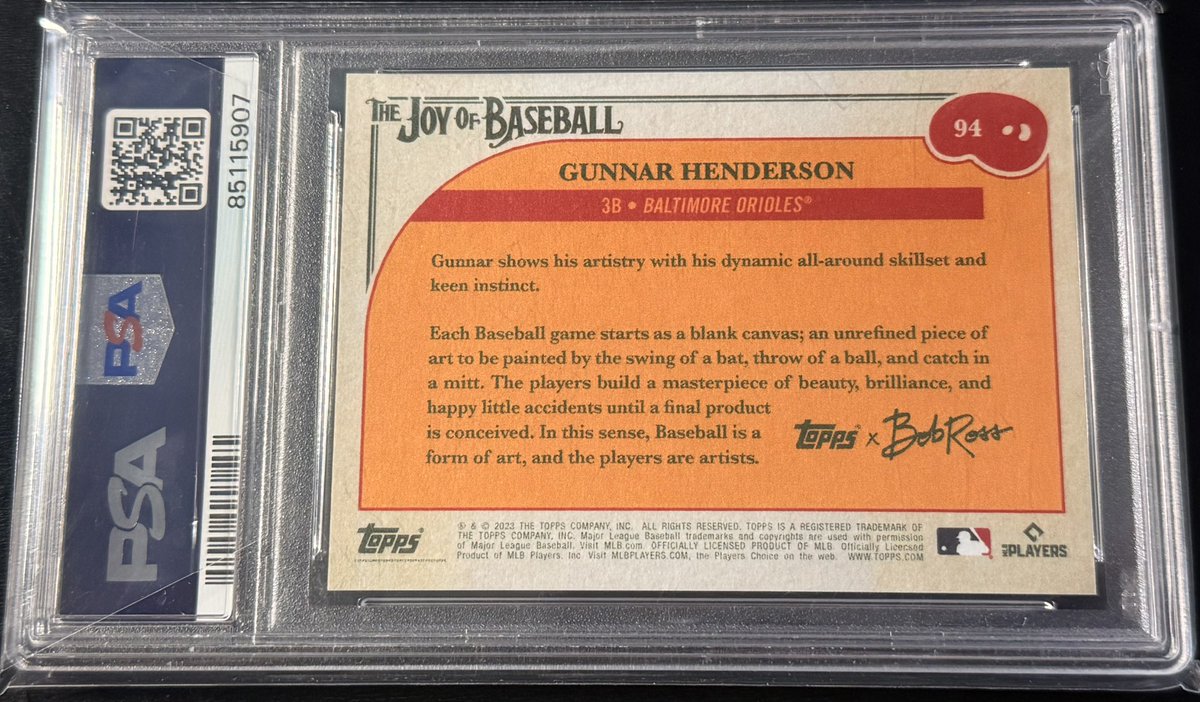 85115907
PSA
PSA
THE JOY OF BASEBALL
94
GUNNAR HENDERSON
3B • BALTIMORE ORIOLES®
Gunnar shows his artistry with his dynamic all-around skillset and
keen instinct.
Each Baseball game starts as a blank canvas; an unrefined piece of
art to be painted by the swing of a bat, throw of a ball, and catch in
a mitt. The players build a masterpiece of beauty, brilliance, and
happy little accidents until a final product
is conceived. In this sense, Baseball is a
form of art, and the players are artists.
Topps® x Bob Ross
Topps®
® & © 2023 THE TOPPS COMPANY, INC. ALL RIGHTS RESERVED. TOPPS IS A REGISTERED TRADEMARK OF
THE TOPPS COMPANY, INC. Major League Baseball trademarks and copyrights are used with permission
of Major League Baseball. Visit MLB.com. OFFICIALLY LICENSED PRODUCT OF MLB. Officially Licensed
Product of MLB Players, Inc. Visit MLBPLAYERS.COM, the Players Choice on the web. WWW.TOPPS.COM
MLB PLAYERS